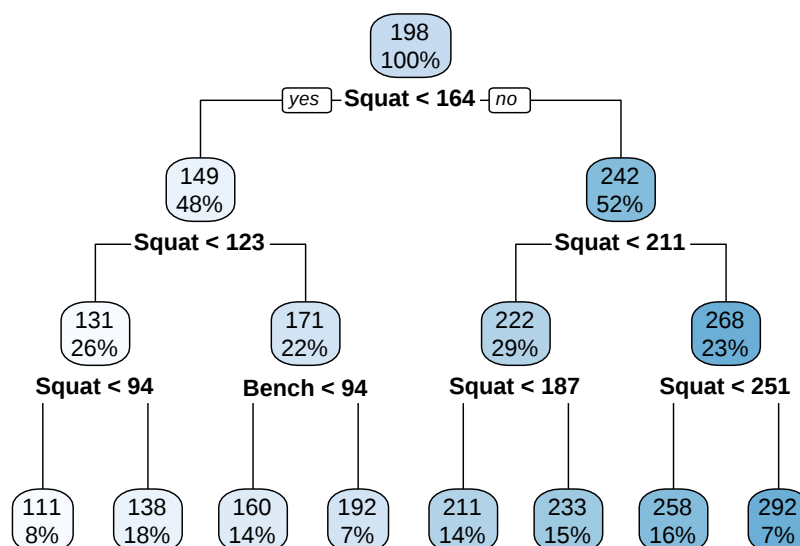 198
100%
yes Squat < 164 no
149 242
48% 52%
Squat < 123 Squat < 211
131 171 222 268
26% 22% 29% 23%
Squat < 94 Bench < 94 Squat < 187 Squat < 251
111 138 160 192 211 233 258 292
8% 18% 14% 7% 14% 15% 16% 7%